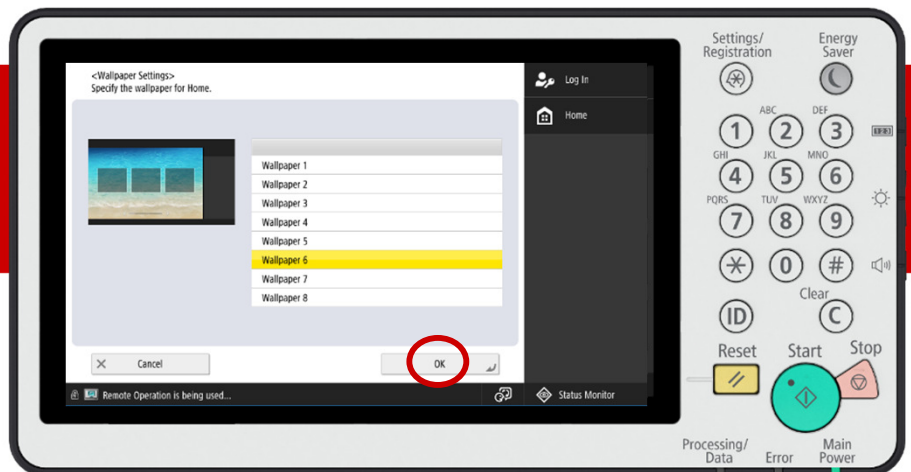 <Wallpaper Settings>
Specify the wallpaper for Home.
Wallpaper 1
Wallpaper 2
Wallpaper 3
Wallpaper 4
Wallpaper 5
Wallpaper 6
Wallpaper 7
Wallpaper 8
Cancel
OK
Log In
Home
Remote Operation is being used...
Status Monitor
Settings/
Registration
Energy
Saver
ABC DEF
1 2 3
GHI JKL MNO
4 5 6
PQRS TUV WXYZ
7 8 9
0 #
Clear
ID C
Reset Start Stop
Processing/
Data
Error
Main
Power